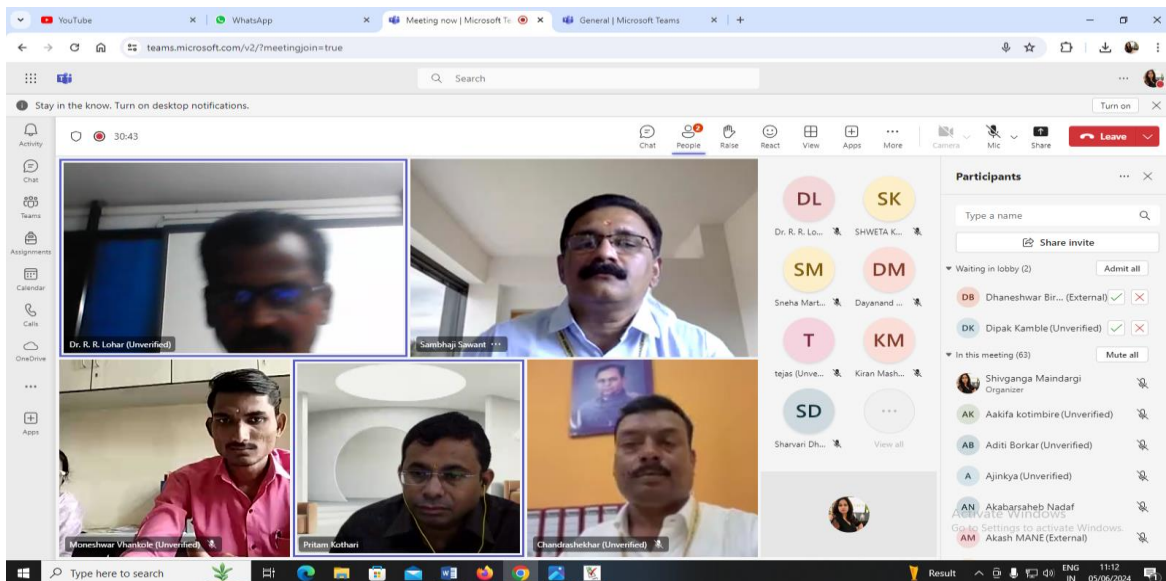 YouTube
WhatsApp
Meeting now | Microsoft Te
General | Microsoft Teams
teams.microsoft.com/v2/?meetingjoin=true
Search
Stay in the know. Turn on desktop notifications.
Turn on
30:43
Chat
People
2
Raise
React
View
Apps
More
Camera
Mic
Share
Leave
Activity
Chat
Teams
Assignments
Calendar
Calls
OneDrive
Apps
Dr. R. R. Lohar (Unverified)
Sambhaji Sawant
Moneshwar Vhankole (Unverified)
Pritam Kothari
Chandrashekhar (Unverified)
DL
SK
Dr. R. R. Lo...
SHWETA K...
SM
DM
Sneha Mart...
Dayanand ...
T
KM
tejas (Unve...
Kiran Mash...
SD
Sharvari Dh...
View all
Participants
Type a name
Share invite
Waiting in lobby (2)
Admit all
DB Dhaneshwar Bir... (External)
DK Dipak Kamble (Unverified)
In this meeting (63)
Mute all
Shivganga Maindargi
Organizer
AK Aakifa kotimbire (Unverified)
AB Aditi Borkar (Unverified)
A Ajinkya (Unverified)
AN Akabarsaheb Nadaf
AM Akash MANE (External)
Activate Windows
Go to Settings to activate Windows.
Type here to search
Result
ENG
IN
11:12
05/06/2024